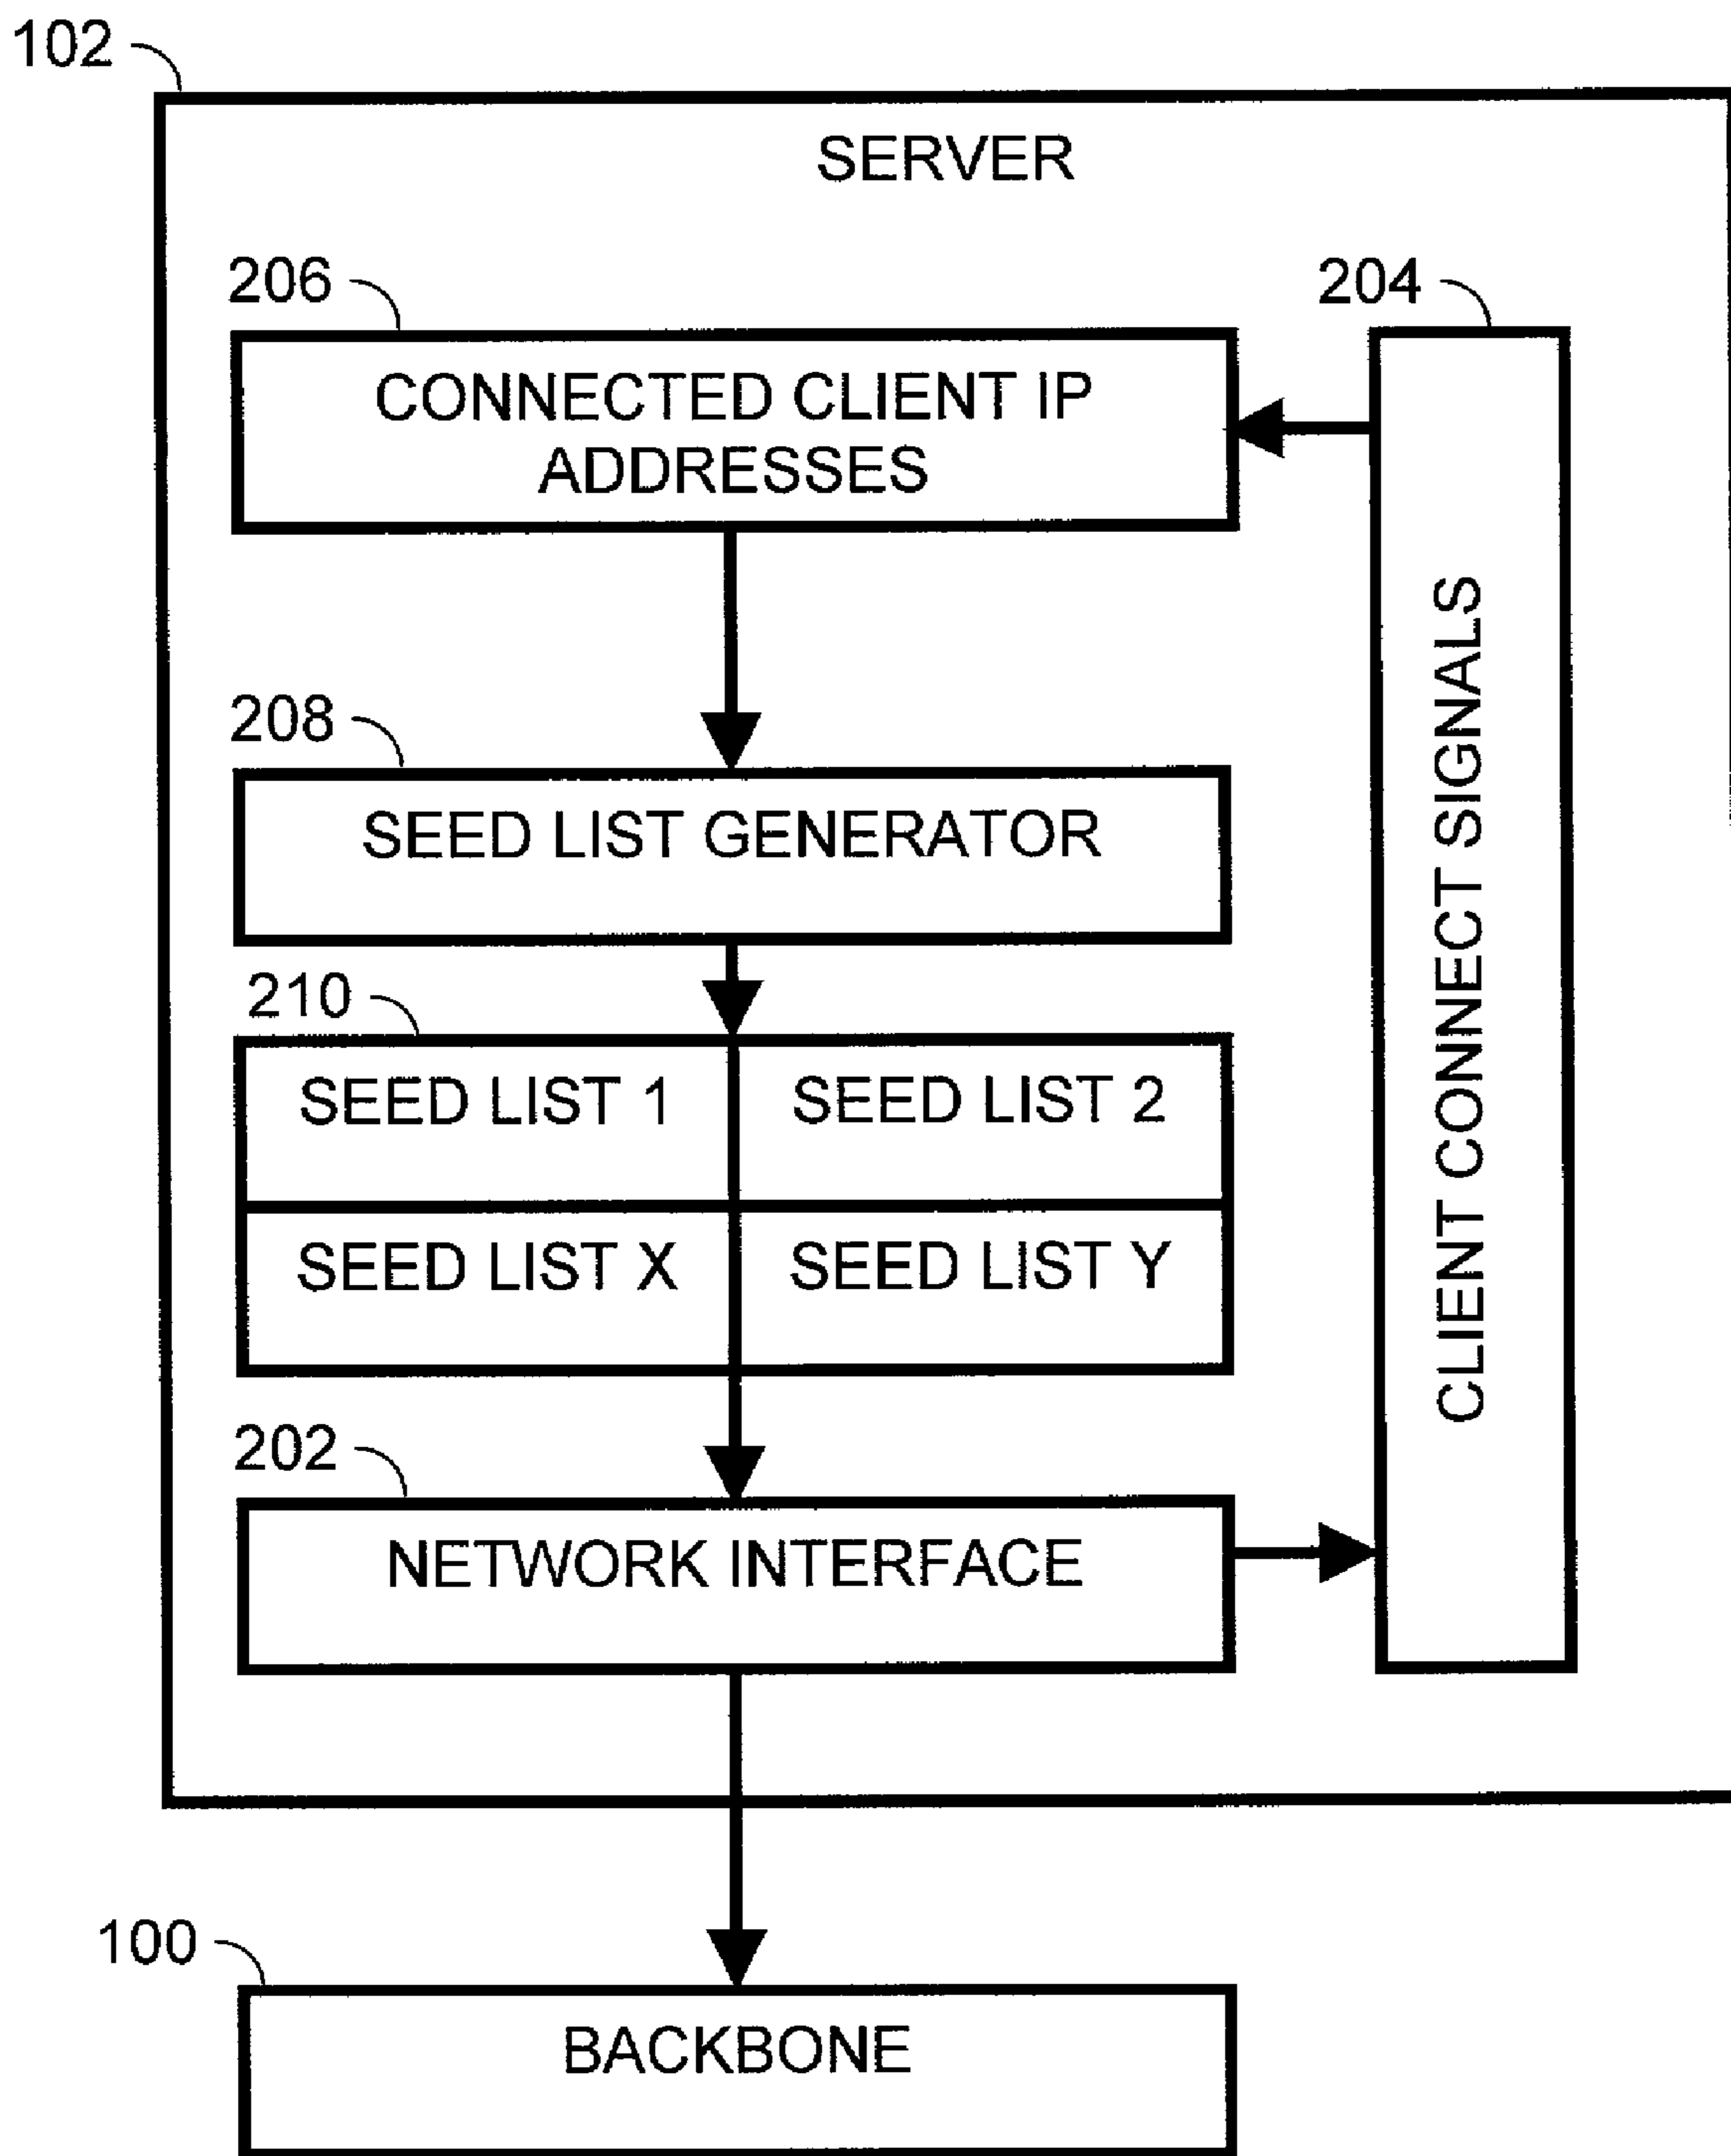 102
SERVER
206
204
CONNECTED CLIENT IP
ADDRESSES
CLIENT CONNECT SIGNALS
208
SEED LIST GENERATOR
210
SEED LIST 1
SEED LIST 2
SEED LIST X
SEED LIST Y
202
NETWORK INTERFACE
100
BACKBONE